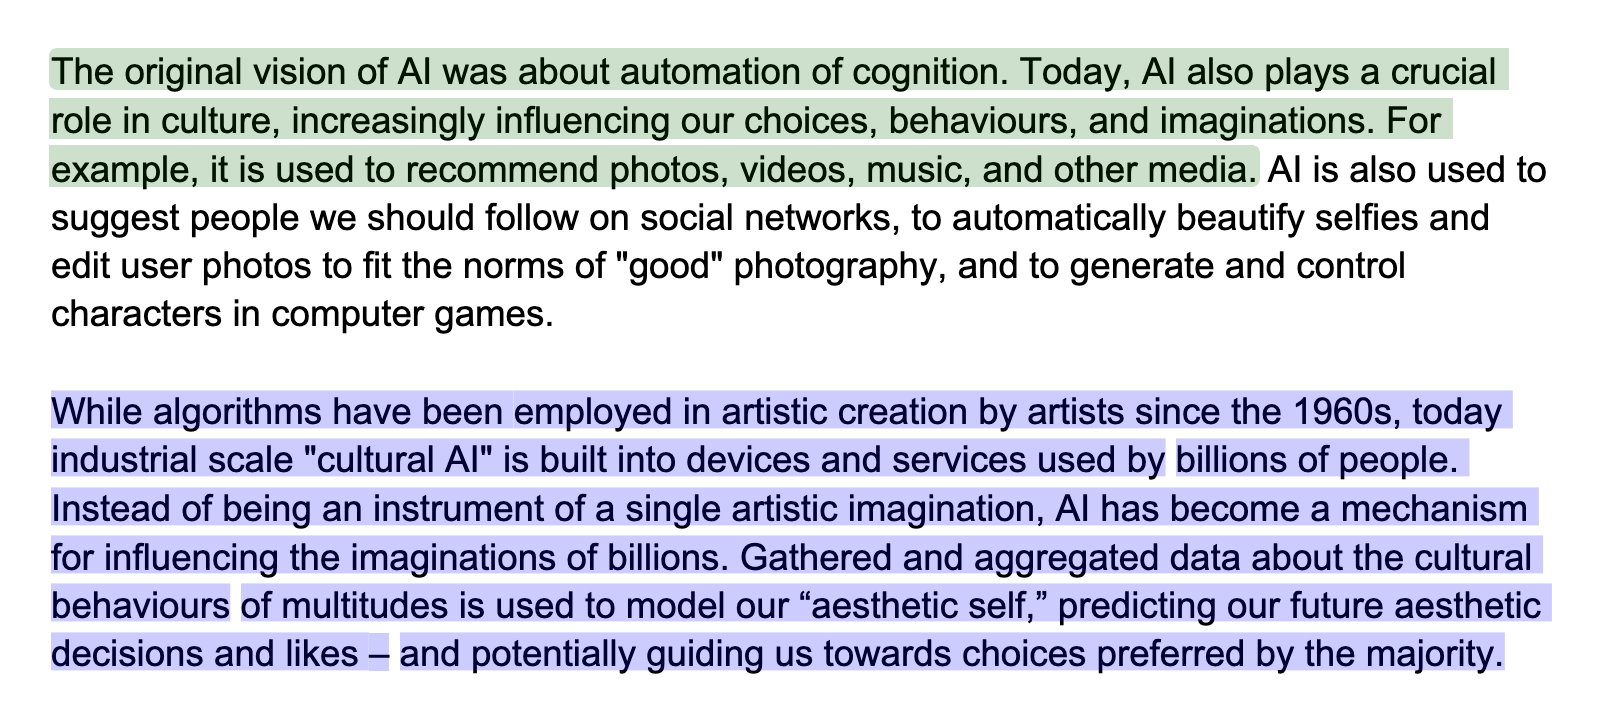 The original vision of AI was about automation of cognition. Today, AI also plays a crucial
role in culture, increasingly influencing our choices, behaviours, and imaginations. For
example, it is used to recommend photos, videos, music, and other media. AI is also used to
suggest people we should follow on social networks, to automatically beautify selfies and
edit user photos to fit the norms of "good" photography, and to generate and control
characters in computer games.
While algorithms have been employed in artistic creation by artists since the 1960s, today
industrial scale "cultural AI" is built into devices and services used by billions of people.
Instead of being an instrument of a single artistic imagination, AI has become a mechanism
for influencing the imaginations of billions. Gathered and aggregated data about the cultural
behaviours of multitudes is used to model our “aesthetic self,” predicting our future aesthetic
decisions and likes – and potentially guiding us towards choices preferred by the majority.